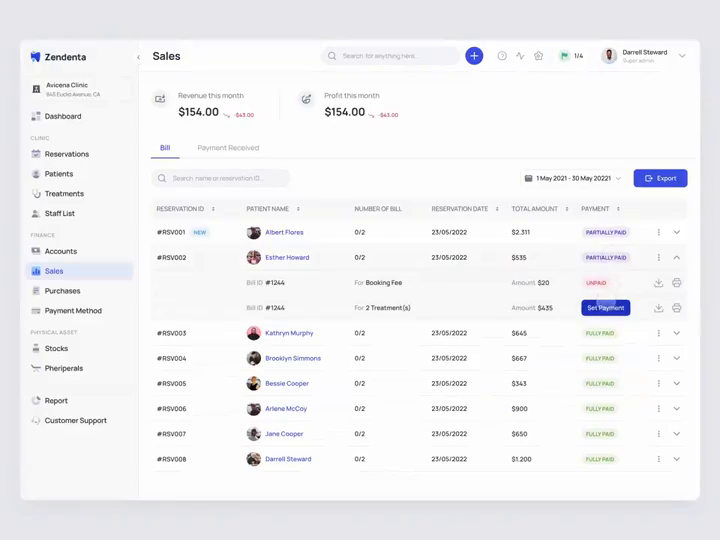 Zendenta
Sales
Search for anything here..
1/4
Darrell Steward
Super admin
Avicena Clinic
845 Euclid Avenue, CA
Dashboard
CLINIC
Reservations
Patients
Treatments
Staff List
FINANCE
Accounts
Sales
Purchases
Payment Method
PHYSICAL ASSET
Stocks
Pheriperals
Report
Customer Support
Revenue this month
$154.00 -$43.00
Profit this month
$154.00 -$43.00
Bill Payment Received
Search name or reservation ID...
1 May 2021 - 30 May 20221
Export
RESERVATION ID PATIENT NAME NUMBER OF BILL RESERVATION DATE TOTAL AMOUNT PAYMENT
#RSV001 NEW Albert Flores 0/2 23/05/2022 $2.311 PARTIALLY PAID
#RSV002 Esther Howard 0/2 23/05/2022 $535 PARTIALLY PAID
Bill ID #1244 For Booking Fee Amount $20 UNPAID
Bill ID #1244 For 2 Treatment(s) Amount $435 Set Payment
#RSV003 Kathryn Murphy 0/2 23/05/2022 $645 FULLY PAID
#RSV004 Brooklyn Simmons 0/2 23/05/2022 $667 FULLY PAID
#RSV005 Bessie Cooper 0/2 23/05/2022 $343 FULLY PAID
#RSV006 Arlene McCoy 0/2 23/05/2022 $900 FULLY PAID
#RSV007 Jane Cooper 0/2 23/05/2022 $650 FULLY PAID
#RSV008 Darrell Steward 0/2 23/05/2022 $1,200 FULLY PAID